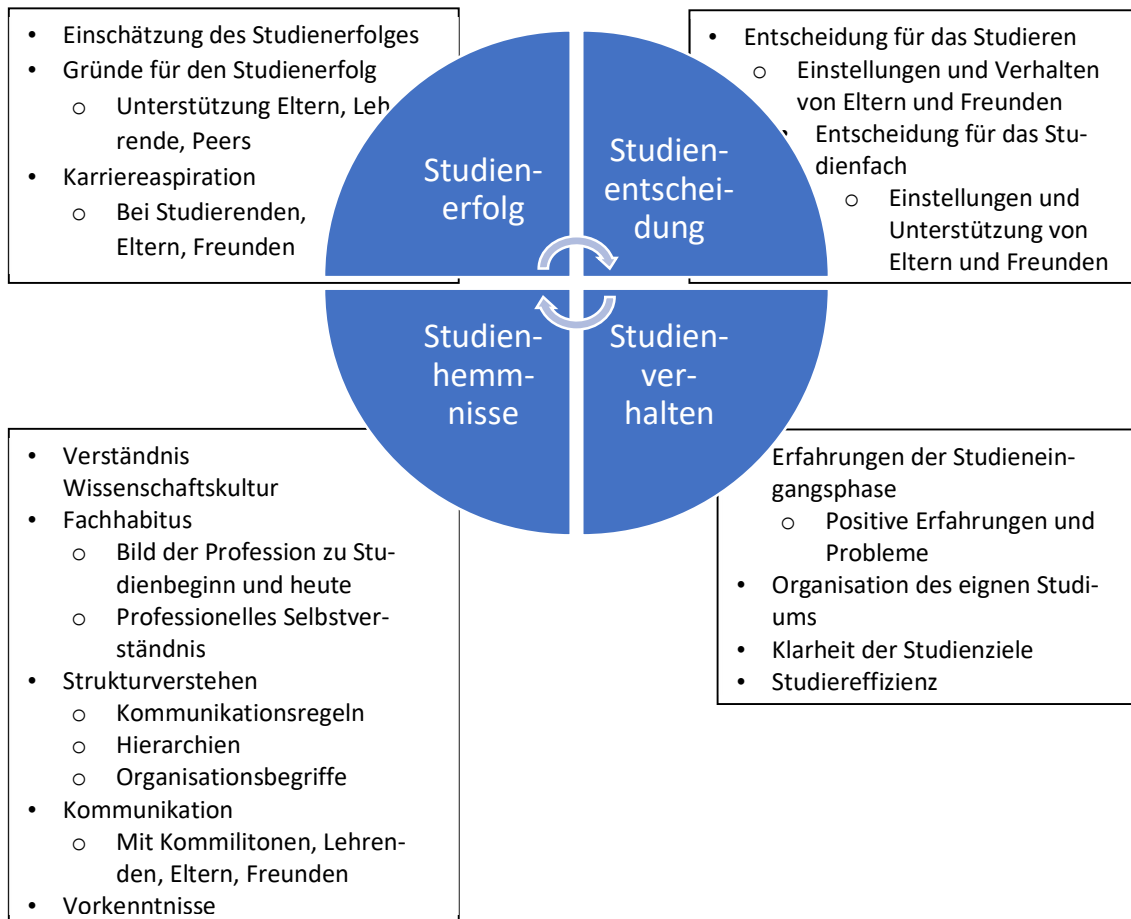 • Einschätzung des Studienerfolges
• Gründe für den Studienerfolg
o Unterstützung Eltern, Leh-
rende, Peers
• Karriereaspiration
o Bei Studierenden,
Eltern, Freunden
Studien-
erfolg
Studien-
entschei-
dung
• Entscheidung für das Studieren
o Einstellungen und Verhalten
von Eltern und Freunden
• Entscheidung für das Stu-
dienfach
o Einstellungen und
Unterstützung von
Eltern und Freunden
Studien-
hemm-
nisse
Studien-
ver-
halten
• Verständnis
Wissenschaftskultur
• Fachhabitus
o Bild der Profession zu Stu-
dienbeginn und heute
o Professionelles Selbstver-
ständnis
• Strukturverstehen
o Kommunikationsregeln
o Hierarchien
o Organisationsbegriffe
• Kommunikation
o Mit Kommilitonen, Lehren-
den, Eltern, Freunden
• Vorkenntnisse
Erfahrungen der Studienein-
gangsphase
o Positive Erfahrungen und
Probleme
• Organisation des eignen Studi-
ums
• Klarheit der Studienziele
• Studiereffizienz